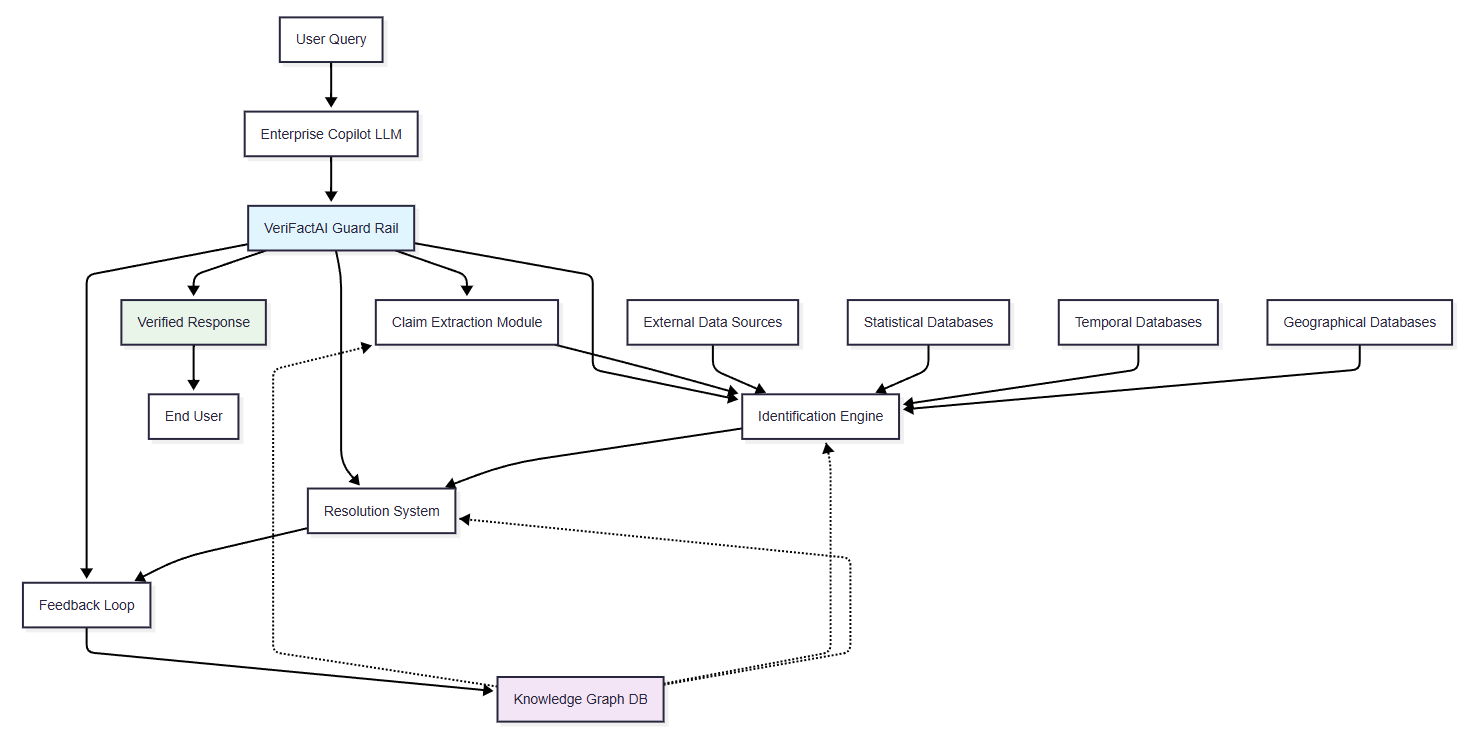 User Query
Enterprise Copilot LLM
VeriFactAI Guard Rail
Verified Response
Claim Extraction Module
External Data Sources
Statistical Databases
Temporal Databases
Geographical Databases
End User
Identification Engine
Resolution System
Feedback Loop
Knowledge Graph DB